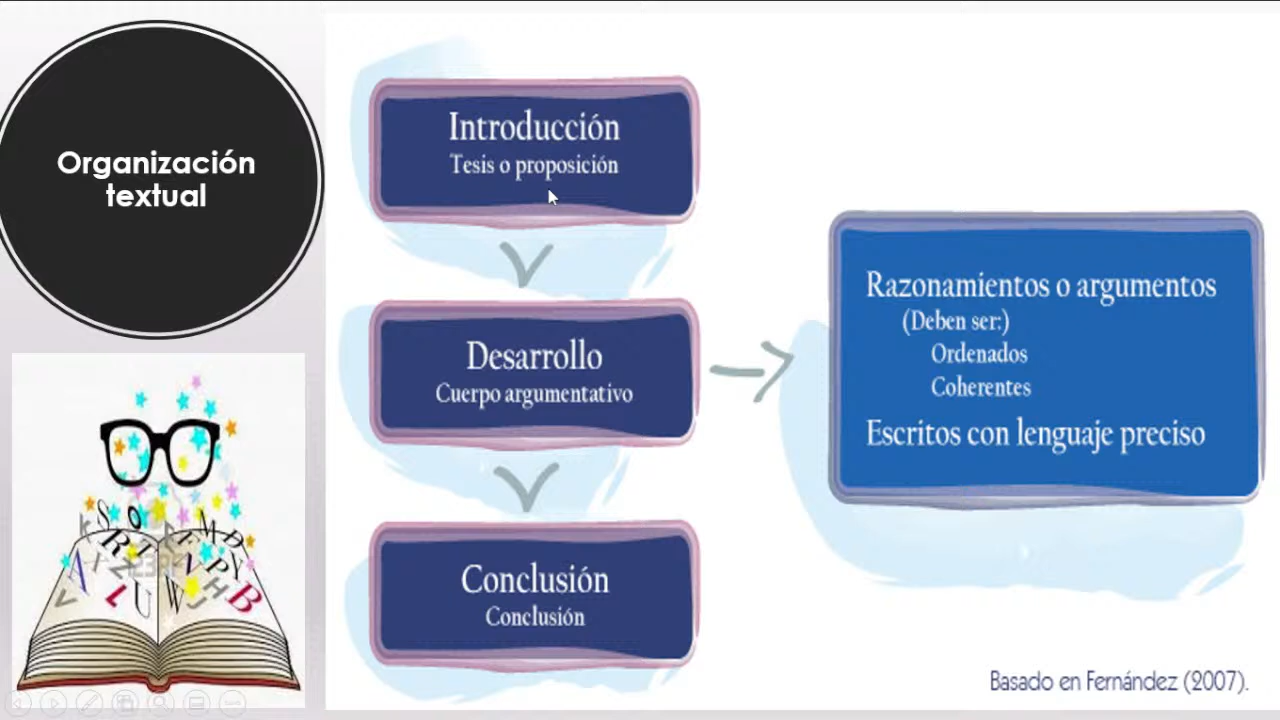 Organización
textual
Introducción
Tesis o proposición
Desarrollo
Cuerpo argumentativo
Conclusión
Conclusión
Razonamientos o argumentos
(Deben ser:)
Ordenados
Coherentes
Escritos con lenguaje preciso
Basado en Fernández (2007).